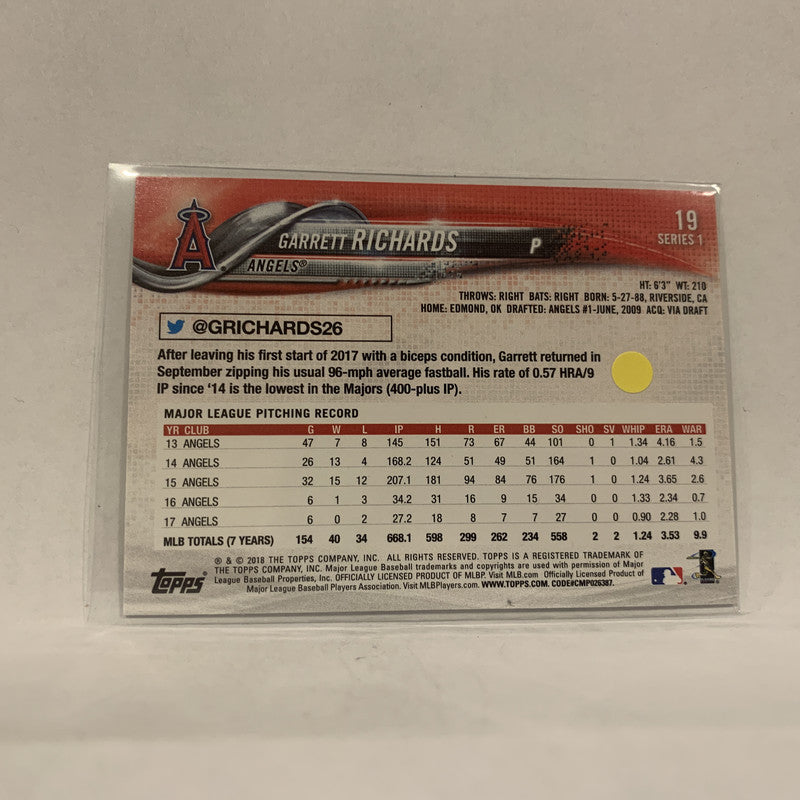 A
GARRETT RICHARDS P
ANGELS®
19
SERIES 1
HT: 6'3" WT: 210
THROWS: RIGHT BATS: RIGHT BORN: 5-27-88, RIVERSIDE, CA
HOME: EDMOND, OK DRAFTED: ANGELS #1-JUNE, 2009 ACQ: VIA DRAFT
@GRICHARDS26
After leaving his first start of 2017 with a biceps condition, Garrett returned in
September zipping his usual 96-mph average fastball. His rate of 0.57 HRA/9
IP since '14 is the lowest in the Majors (400-plus IP).
MAJOR LEAGUE PITCHING RECORD
YR CLUB G W L IP H R ER BB SO SHO SV WHIP ERA WAR
13 ANGELS 47 7 8 145 151 73 67 44 101 0 1 1.34 4.16 1.5
14 ANGELS 26 13 4 168.2 124 51 49 51 164 1 0 1.04 2.61 4.3
15 ANGELS 32 15 12 207.1 181 94 84 76 176 1 0 1.24 3.65 2.6
16 ANGELS 6 1 3 34.2 31 16 9 15 34 0 0 1.33 2.34 0.7
17 ANGELS 6 0 2 27.2 18 8 7 7 27 0 0 0.90 2.28 1.0
MLB TOTALS (7 YEARS) 154 40 34 668.1 598 299 262 234 558 2 2 1.24 3.53 9.9
Topps
® & © 2018 THE TOPPS COMPANY, INC. ALL RIGHTS RESERVED. TOPPS IS A REGISTERED TRADEMARK OF
THE TOPPS COMPANY, INC. Major League Baseball trademarks and copyrights are used with permission of Major
League Baseball Properties, Inc. OFFICIALLY LICENSED PRODUCT OF MLBP. Visit MLB.com Officially Licensed Product of
Major League Baseball Players Association. Visit MLBPlayers.com. WWW.TOPPS.COM. CODE#CMP026387.